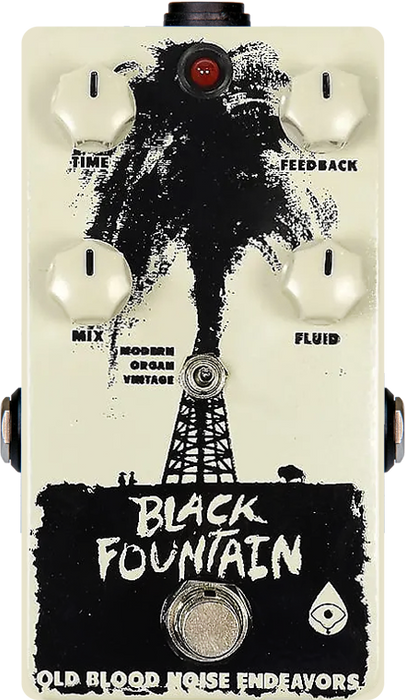 TIME
FEEDBACK
MIX
FLUID
MODERN
ORGAN
VINTAGE
BLACK
FOUNTAIN
OLD BLOOD NOISE ENDEAVORS